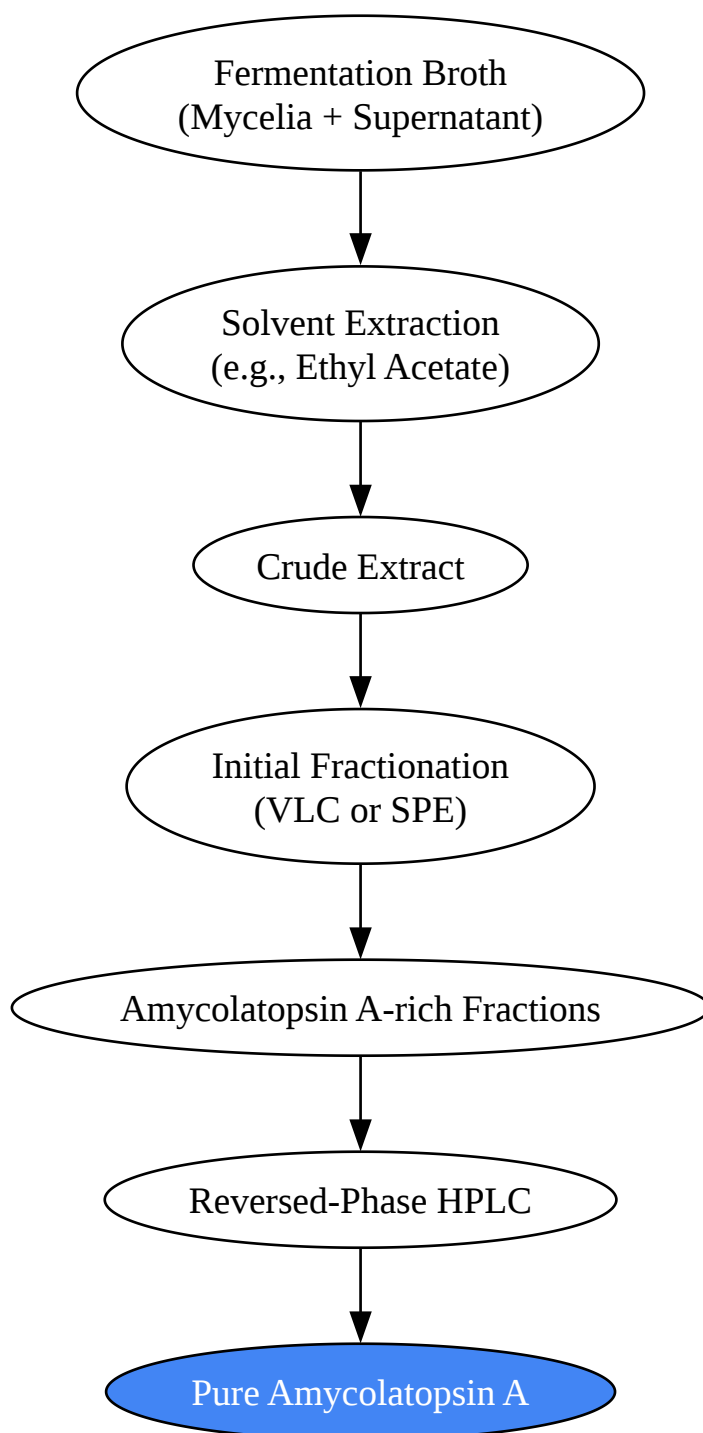 Fermentation Broth
(Mycelia + Supernatant)
Solvent Extraction
(e.g., Ethyl Acetate)
Crude Extract
Initial Fractionation
(VLC or SPE)
Amycolatopsin A-rich Fractions
Reversed-Phase HPLC
Pure Amycolatopsin A